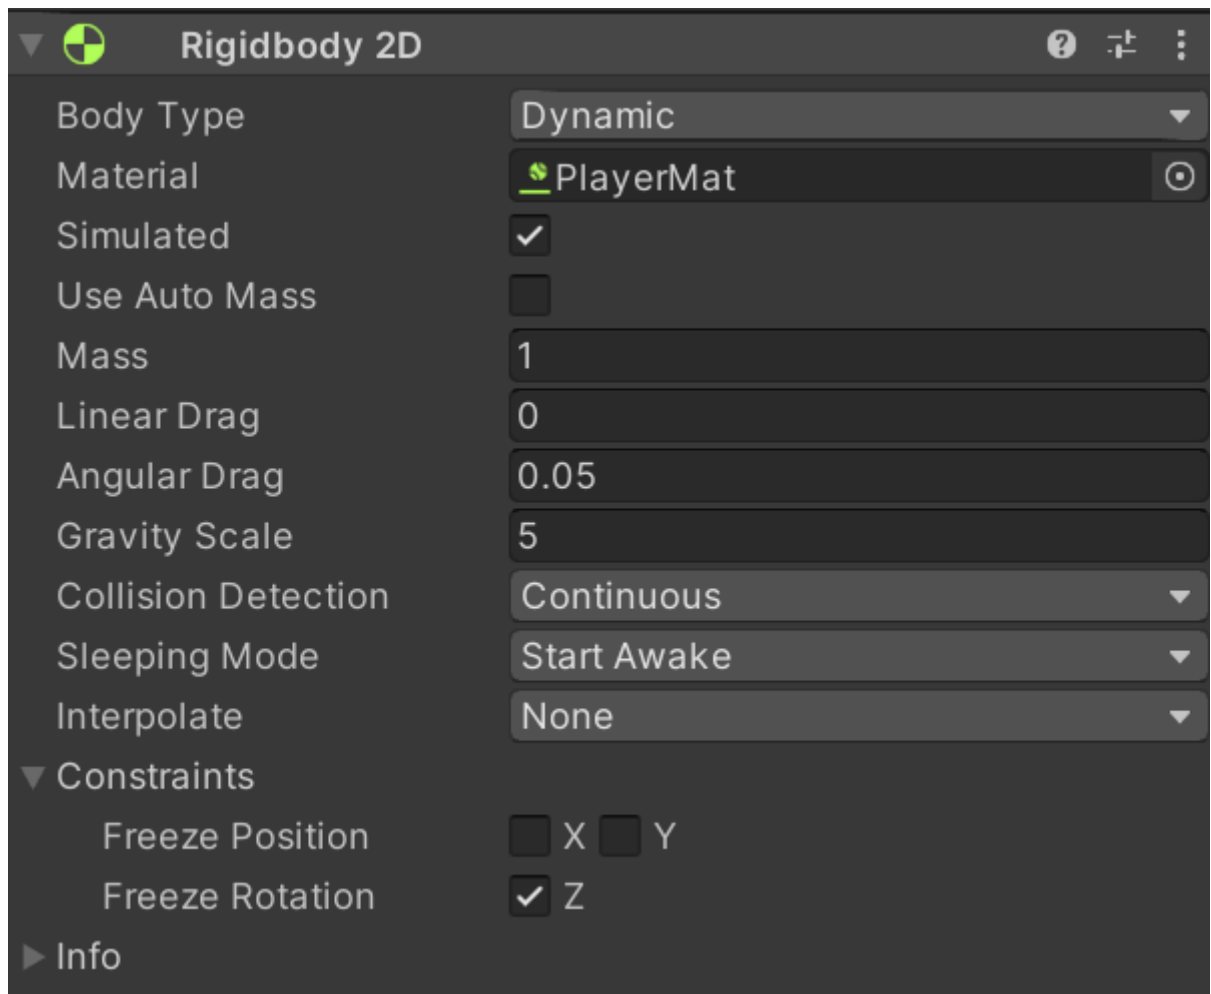 Rigidbody 2D
Body Type Dynamic
Material PlayerMat
Simulated
Use Auto Mass
Mass 1
Linear Drag 0
Angular Drag 0.05
Gravity Scale 5
Collision Detection Continuous
Sleeping Mode Start Awake
Interpolate None
Constraints
Freeze Position X Y
Freeze Rotation Z
Info